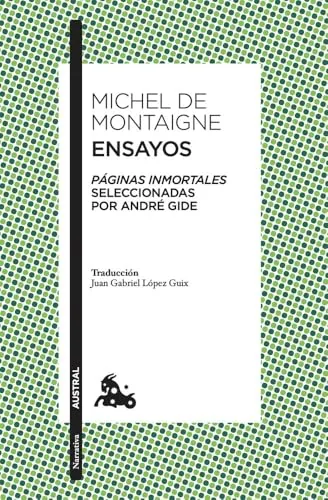 MICHEL DE
MONTAIGNE
ENSAYOS
PÁGINAS INMORTALES
SELECCIONADAS
POR ANDRÉ GIDE
Traducción
Juan Gabriel López Guix
AUSTRAL
Narrativa